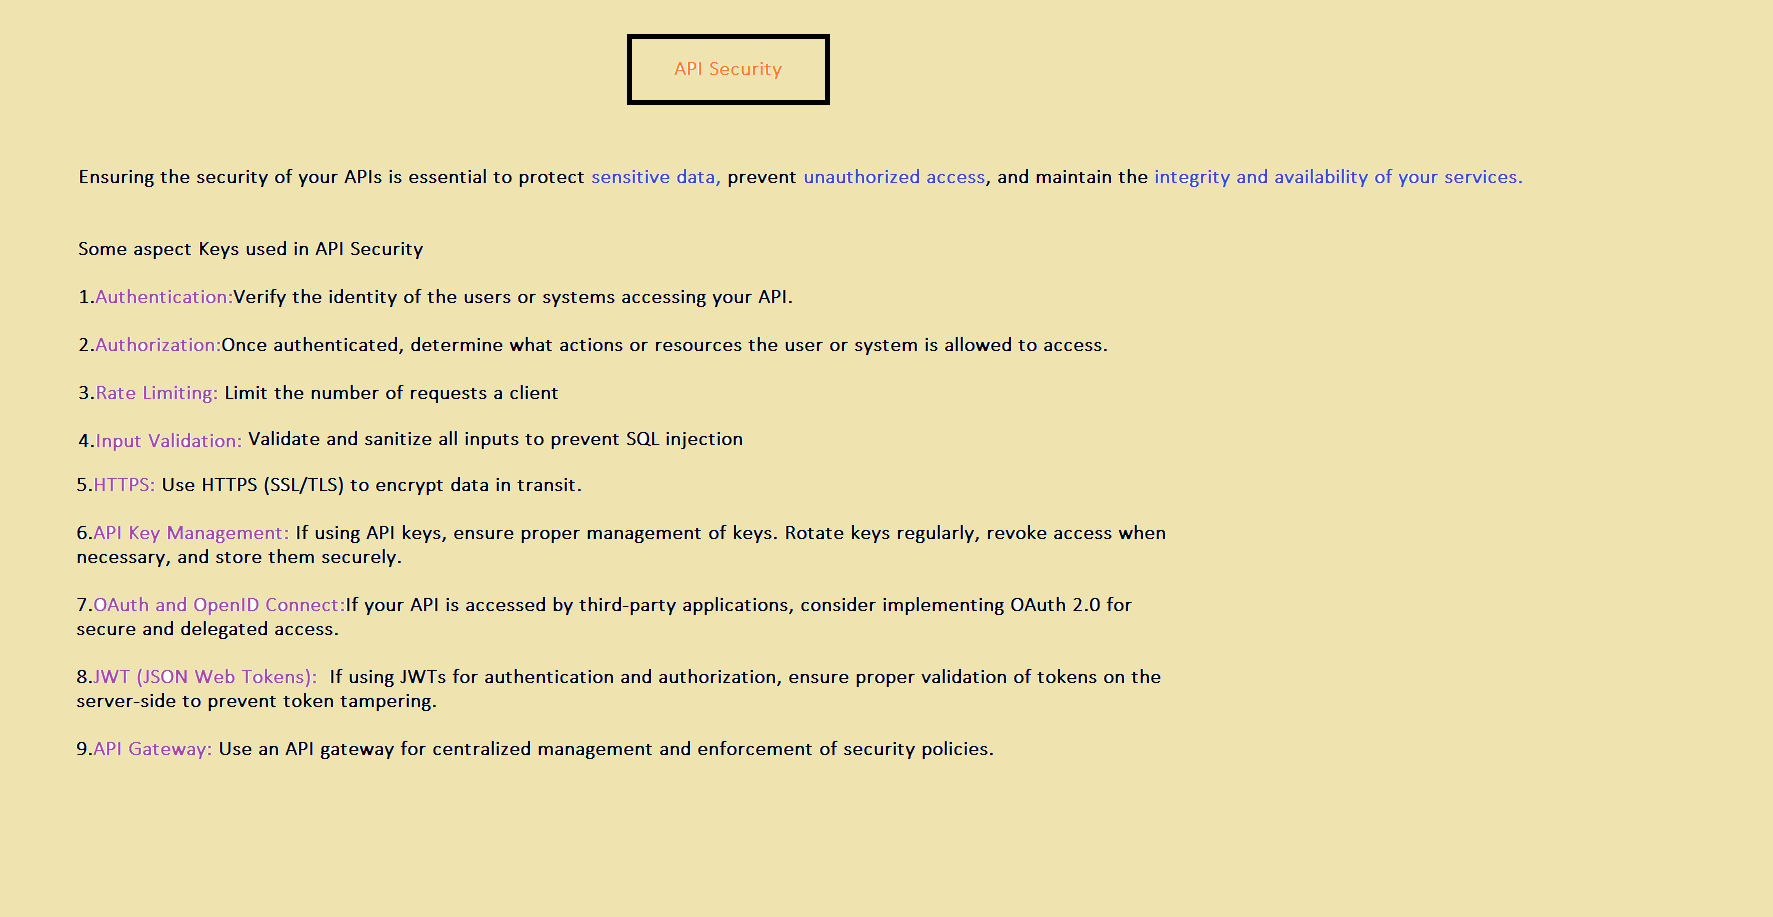 API Security
Ensuring the security of your APIs is essential to protect sensitive data, prevent unauthorized access, and maintain the integrity and availability of your services.
Some aspect Keys used in API Security
1.Authentication:Verify the identity of the users or systems accessing your API.
2.Authorization:Once authenticated, determine what actions or resources the user or system is allowed to access.
3.Rate Limiting: Limit the number of requests a client
4.Input Validation: Validate and sanitize all inputs to prevent SQL injection
5.HTTPS: Use HTTPS (SSL/TLS) to encrypt data in transit.
6.API Key Management: If using API keys, ensure proper management of keys. Rotate keys regularly, revoke access when
necessary, and store them securely.
7.OAuth and OpenID Connect:If your API is accessed by third-party applications, consider implementing OAuth 2.0 for
secure and delegated access.
8.JWT (JSON Web Tokens):  If using JWTs for authentication and authorization, ensure proper validation of tokens on the
server-side to prevent token tampering.
9.API Gateway: Use an API gateway for centralized management and enforcement of security policies.